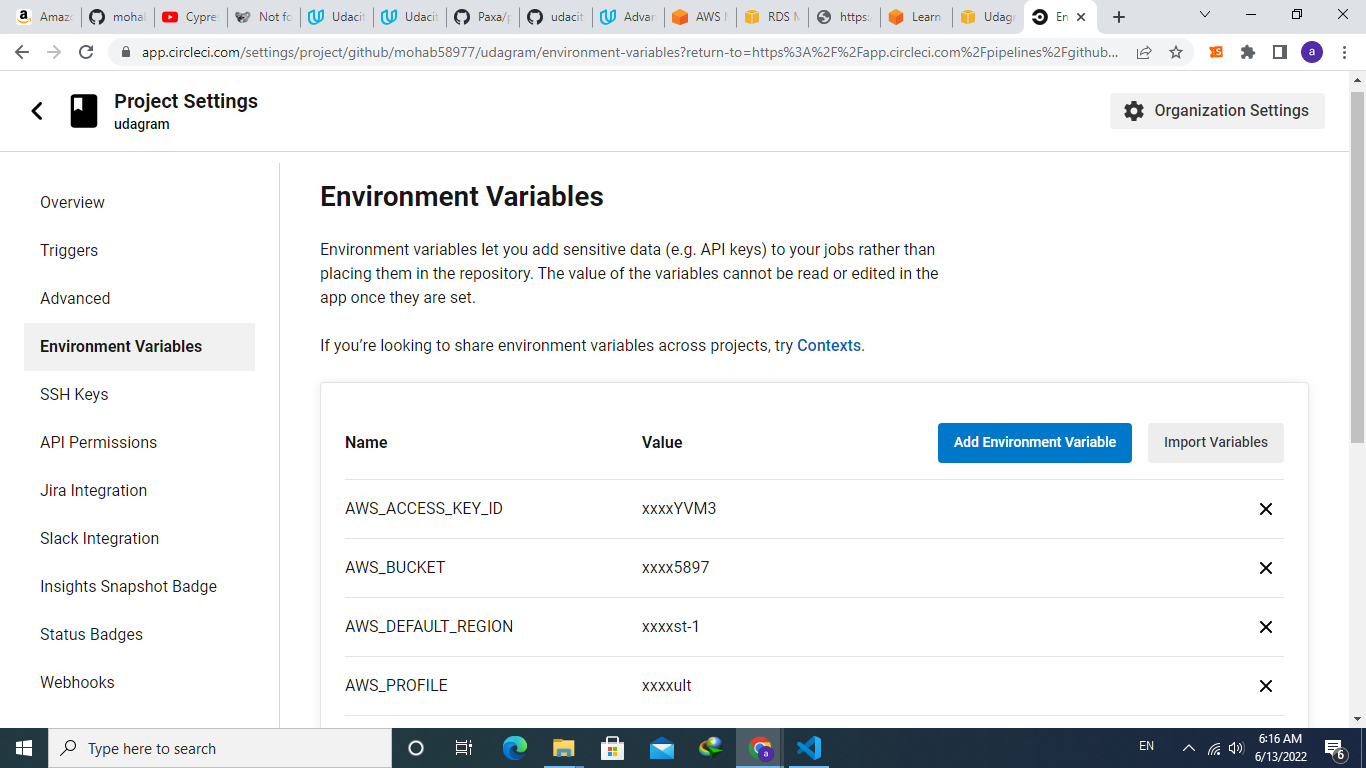 Amazo
mohal
Cypre
Not fo
Udacit
Udacit
Paxa/p
udacit
Advar
AWS I
RDS M
https:
Learn
Udagr
En
app.circleci.com/settings/project/github/mohab58977/udagram/environment-variables?return-to=https%3A%2F%2Fapp.circleci.com%2Fpipelines%2Fgithub...
a
Project Settings
udagram
Organization Settings
Overview
Triggers
Advanced
Environment Variables
SSH Keys
API Permissions
Jira Integration
Slack Integration
Insights Snapshot Badge
Status Badges
Webhooks
Environment Variables
Environment variables let you add sensitive data (e.g. API keys) to your jobs rather than
placing them in the repository. The value of the variables cannot be read or edited in the
app once they are set.
If you’re looking to share environment variables across projects, try Contexts.
Name Value Add Environment Variable Import Variables
AWS_ACCESS_KEY_ID xxxxYVM3
AWS_BUCKET xxxx5897
AWS_DEFAULT_REGION xxxxst-1
AWS_PROFILE xxxxult
Type here to search
EN
6:16 AM
6/13/2022
6